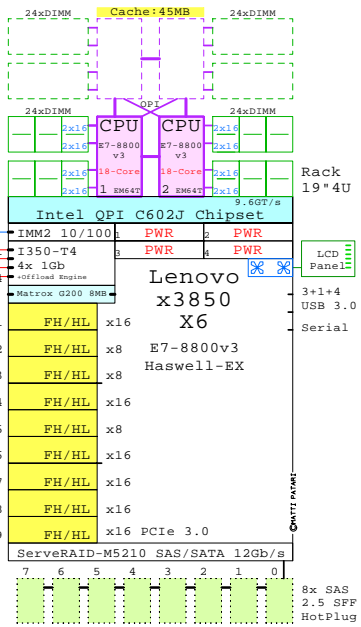 Cache:45MB
24xDIMM 24xDIMM
QPI
24xDIMM 24xDIMM
2x16 CPU CPU 2x16
2x16 E7-8800 v3 E7-8800 v3 2x16
2x16 18-Core 18-Core 2x16
2x16 1 EM64T 2 EM64T 2x16
Rack
19"4U
9.6GT/s
Intel QPI C602J Chipset
IMM2 10/100 1 PWR 2 PWR
I350-T4 3 PWR 4 PWR
4x 1Gb
+Offload Engine
Matrox G200 8MB
LCD
Panel
Lenovo
x3850
X6
E7-8800v3
Haswell-EX
3+1+4
USB 3.0
Serial
FH/HL x16
FH/HL x8
FH/HL x8
FH/HL x16
FH/HL x8
FH/HL x16
FH/HL x16
FH/HL x16
FH/HL x16 PCIe 3.0
©MATTI PATARI
ServeRAID-M5210 SAS/SATA 12Gb/s
7 6 5 4 3 2 1 0
8x SAS
2.5 SFF
HotPlug